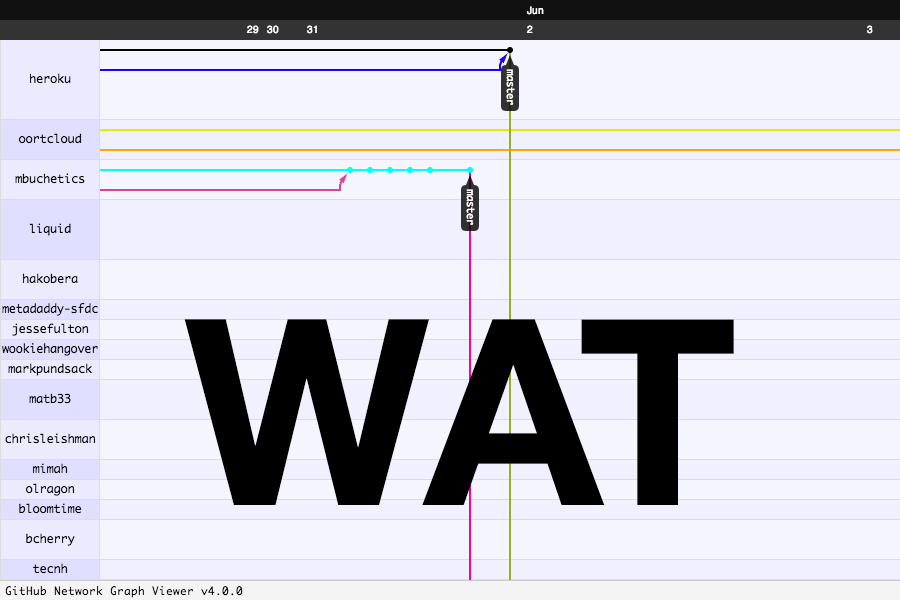 Jun
29 30 31 2 3
heroku
master
oortcloud
mbuchetics
master
liquid
hakobera
metadaddy-sfdc
jessefulton
wookiehangover
markpundsack
matb33
chrisleishman
mimah
olragon
bloomtime
bcherry
tecnh
WAT
GitHub Network Graph Viewer v4.0.0